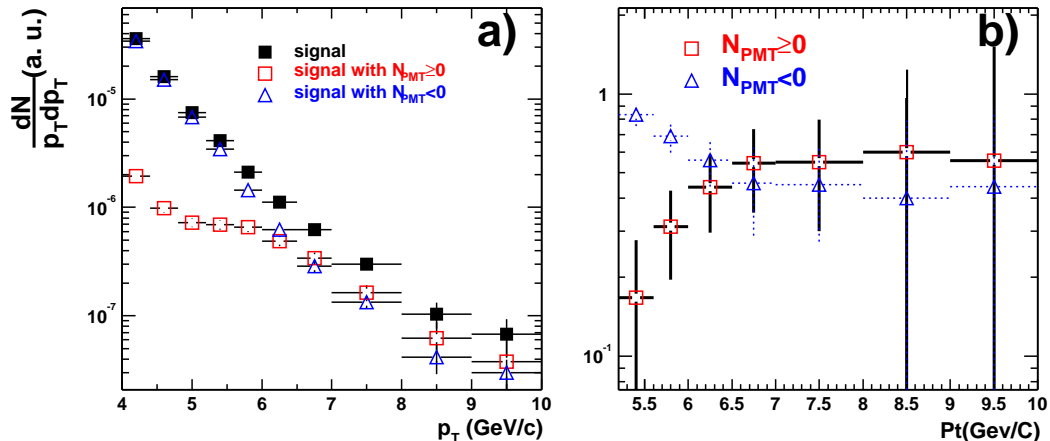 a)
signal
signal with N_PMT≥0
signal with N_PMT<0
dN
p_T dp_T (a. u.)
10^-5
10^-6
10^-7
4 5 6 7 8 9 10
p_T (GeV/c)
b)
N_PMT≥0
N_PMT<0
1
10^-1
5.5 6 6.5 7 7.5 8 8.5 9 9.5 10
Pt(Gev/C)